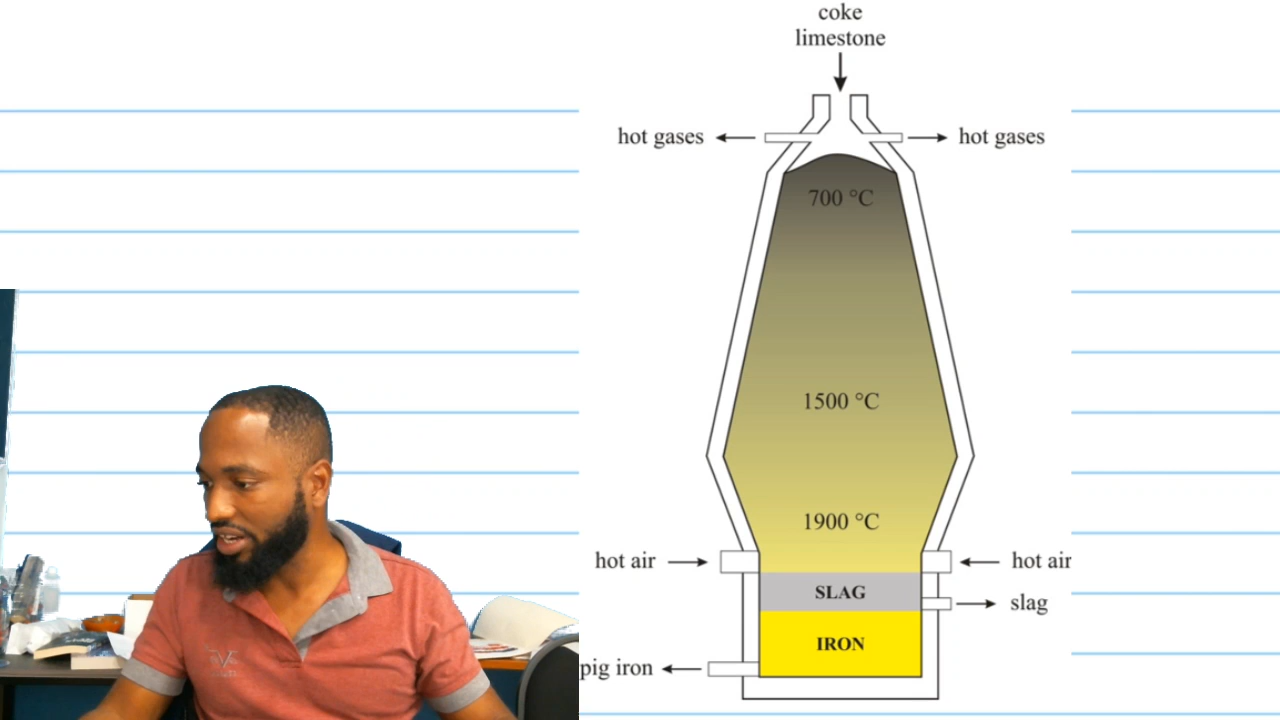 coke
limestone
hot gases
hot gases
700 °C
1500 °C
1900 °C
hot air
hot air
SLAG
slag
IRON
pig iron